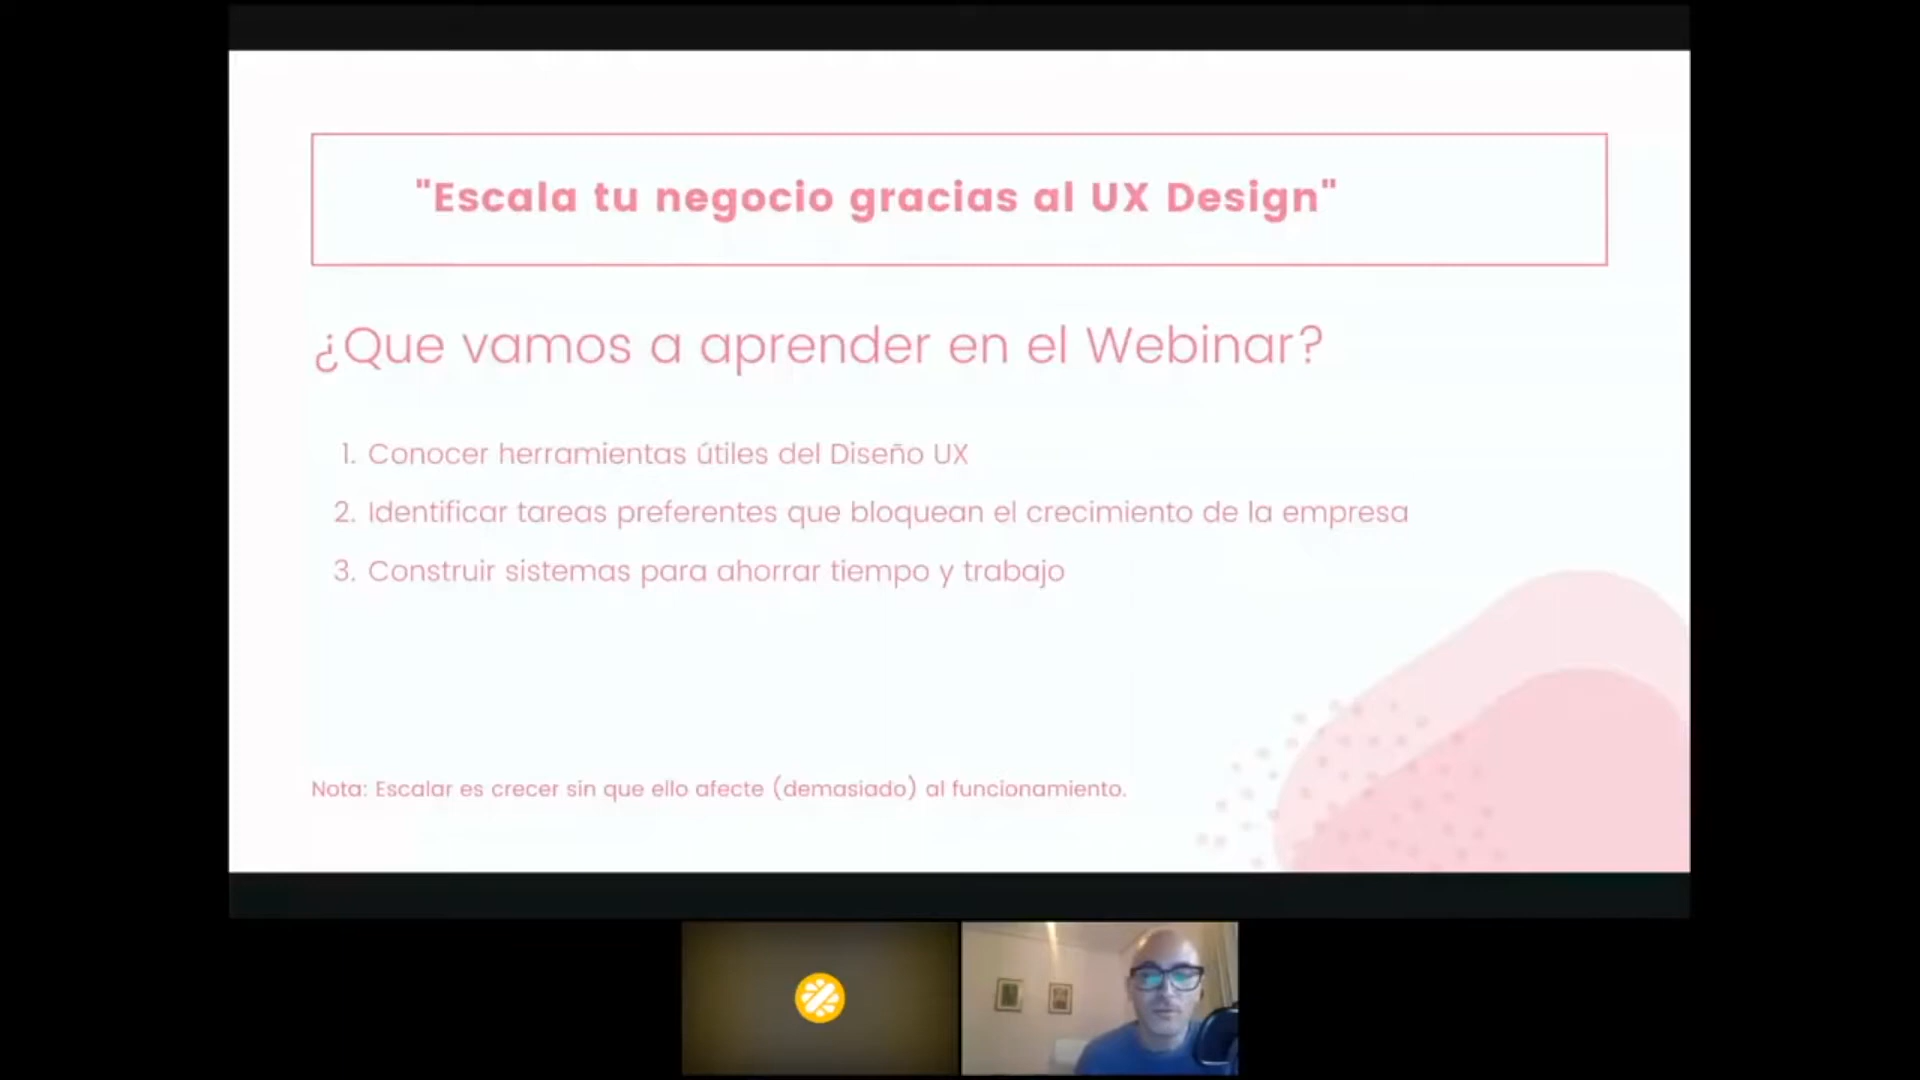 "Escala tu negocio gracias al UX Design"
¿Que vamos a aprender en el Webinar?
1. Conocer herramientas útiles del Diseño UX
2. Identificar tareas preferentes que bloquean el crecimiento de la empresa
3. Construir sistemas para ahorrar tiempo y trabajo
Nota: Escalar es crecer sin que ello afecte (demasiado) al funcionamiento.